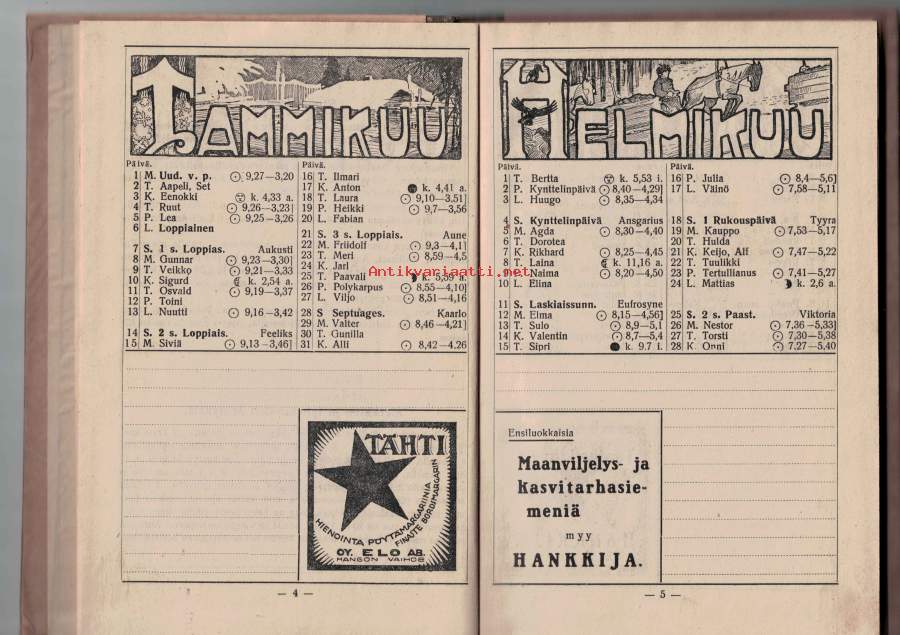 TAMMIKUU
Päivä.
1 M. Uud. v. p. 9,27—3,20
2 T. Aapeli, Set
3 K. Eenokki k. 4,33 a.
4 T. Ruut 9,26—3,23]
5 P. Lea 9,25—3,26
6 L. Loppiainen
7 S. 1 s. Loppias. Aukusti
8 M. Gunnar 9,23—3,30]
9 T. Veikko 9,21—3,33
10 K. Sigurd k. 2,54 a.
11 T. Osvald 9,19—3,37
12 P. Toini
13 L. Nuutti 9,16—3,42
14 S. 2 s. Loppiais. Feeliks
15 M. Siviä 9,13—3,46]
Päivä.
16 T. Ilmari
17 K. Anton k. 4,41 a.
18 T. Laura 9,10—3,51]
19 P. Heikki 9,7—3,56
20 L. Fabian
21 S. 3 s. Loppiais. Aune
22 M. Friidolf 9,3—4,1]
23 T. Meri 8,59—4,5
24 K. Jarl
25 T. Paavali k. 5,59 a.
26 P. Polykarpus 8,55—4,10]
27 L. Viljo 8,51—4,16
28 S Septuages. Kaarlo
29 M. Valter 8,46—4,21]
30 T. Gunilla
31 K. Alli 8,42—4.26
TÄHTI
HIENOINTA PÖYTÄMARGARIINIA
FINASTE BORDSMARGARIN
OY. ELO AB.
HANGON VAIHDE
— 4 —
HELMIKUU
Päivä.
1 T. Bertta k. 5,53 i.
2 P. Kynttelinpäivä 8,40—4,29]
3 L. Huugo 8,35—4,34
4 S. Kynttelinpäivä Ansgarius
5 M. Agda 8,30—4,40
6 T. Dorotea
7 K. Rikhard 8,25—4,45
8 T. Laina k. 11,16 a.
9 P. Naima 8,20—4,50
10 L. Elina
11 S. Laskiaissunn. Eufrosyne
12 M. Elma 8,15—4,56]
13 T. Sulo 8,9—5,1
14 K. Valentin 8,7—5,4
15 T. Sipri k. 9.7 i.
Päivä.
16 P. Julia 8,4—5,6]
17 L. Väinö 7,58—5,11
18 S. 1 Rukouspäivä Tyyra
19 M. Kauppo 7,53—5,17
20 T. Hulda
21 K. Keijo, Alf 7,47—5,22
22 T. Tuulikki
23 P. Tertullianus 7,41—5,27
24 L. Mattias k. 2,6 a.
25 S. 2 s. Paast. Viktoria
26 M. Nestor 7.36—5,33]
27 T. Torsti 7,30—5,38
28 K. Onni 7.27—5,40
Ensiluokkaisia
Maanviljelys- ja
kasvitarhasie-
meniä
myy
HANKKIJA.
— 5 —
Antikvariaatti.net